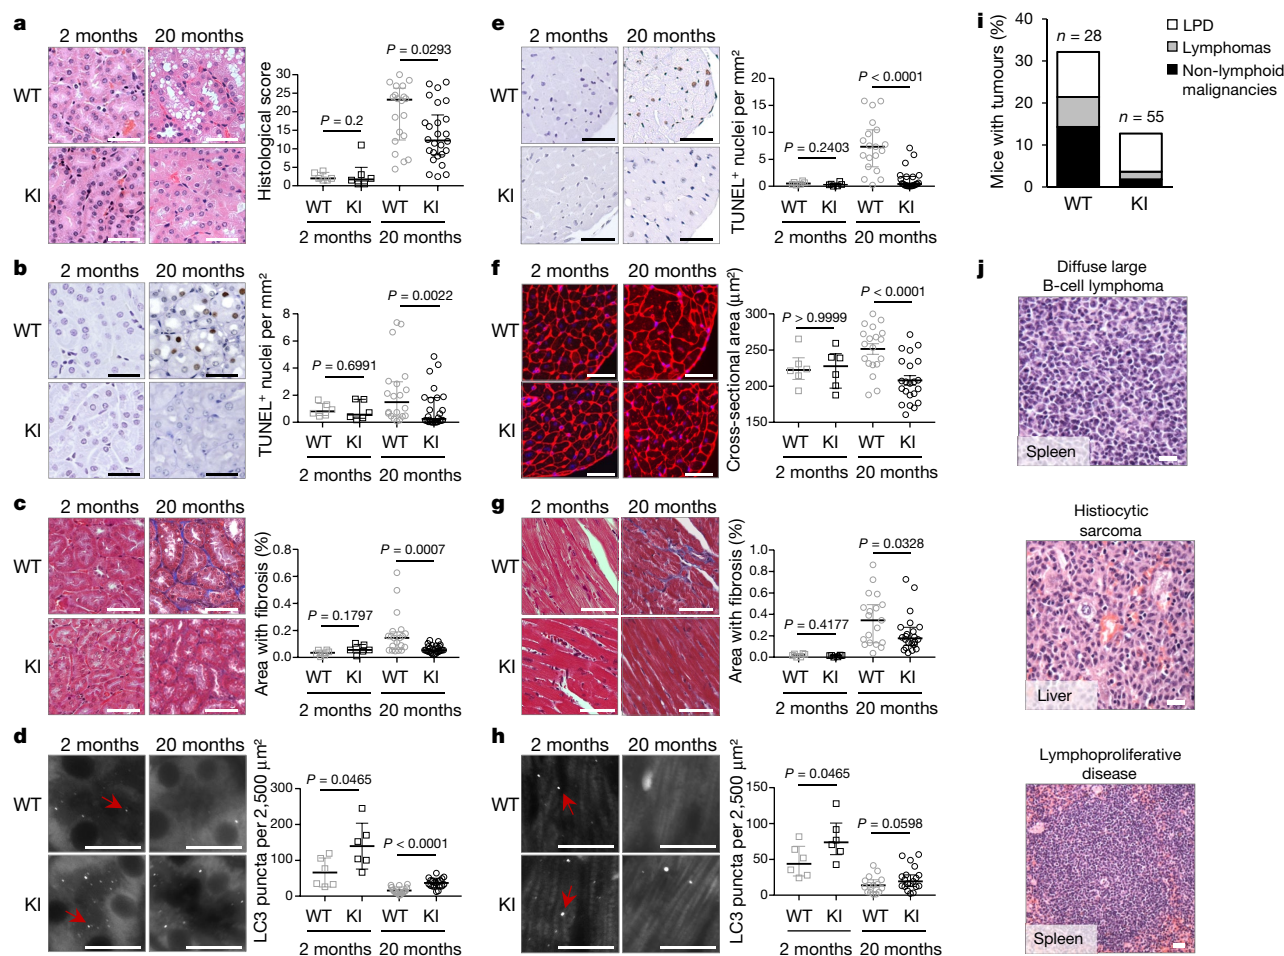 a
2 months 20 months
WT
KI
Histological score
30
25
20
15
10
5
0
P = 0.0293
P = 0.2
WT KI WT KI
2 months 20 months
b
2 months 20 months
WT
KI
TUNEL⁺ nuclei per mm²
8
6
4
2
0
P = 0.0022
P = 0.6991
WT KI WT KI
2 months 20 months
c
2 months 20 months
WT
KI
Area with fibrosis (%)
0.8
0.6
0.4
0.2
0.0
P = 0.0007
P = 0.1797
WT KI WT KI
2 months 20 months
d
2 months 20 months
WT
KI
LC3 puncta per 2,500 μm²
300
200
100
0
P = 0.0465
P < 0.0001
WT KI WT KI
2 months 20 months
e
2 months 20 months
WT
KI
TUNEL⁺ nuclei per mm²
20
15
10
5
0
P < 0.0001
P = 0.2403
WT KI WT KI
2 months 20 months
f
2 months 20 months
WT
KI
Cross-sectional area (μm²)
300
250
200
150
P < 0.0001
P > 0.9999
WT KI WT KI
2 months 20 months
g
2 months 20 months
WT
KI
Area with fibrosis (%)
1.0
0.8
0.6
0.4
0.2
0.0
P = 0.0328
P = 0.4177
WT KI WT KI
2 months 20 months
h
2 months 20 months
WT
KI
LC3 puncta per 2,500 μm²
150
100
50
0
P = 0.0465
P = 0.0598
WT KI WT KI
2 months 20 months
i
Mice with tumours (%)
40
30
20
10
0
n = 28
n = 55
WT KI
LPD
Lymphomas
Non-lymphoid
malignancies
j
Diffuse large
B-cell lymphoma
Spleen
Histiocytic
sarcoma
Liver
Lymphoproliferative
disease
Spleen